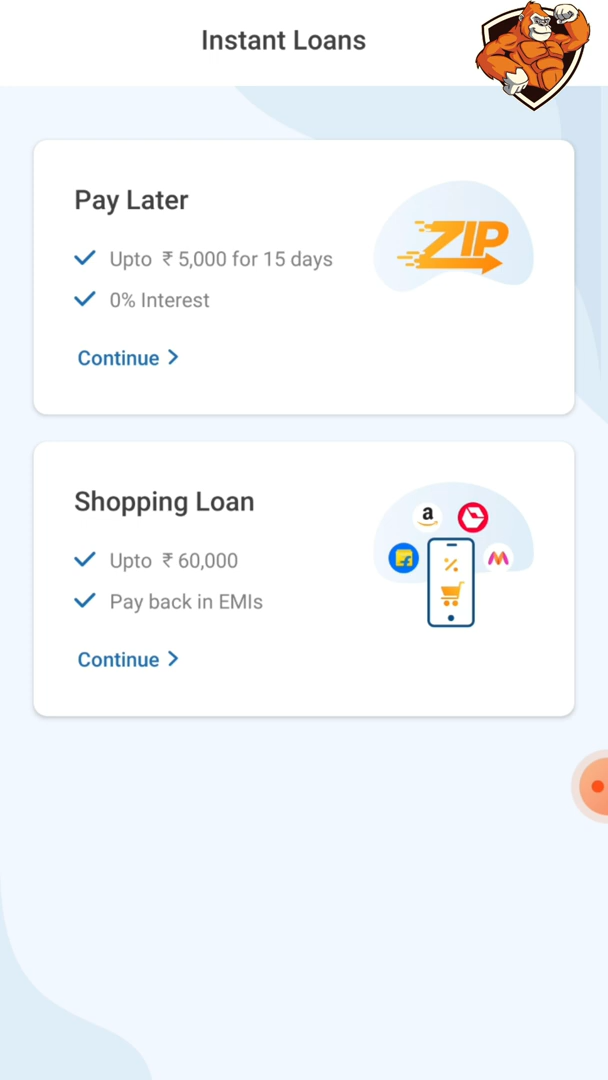 Instant Loans
Pay Later
ZIP
Upto ₹ 5,000 for 15 days
0% Interest
Continue
Shopping Loan
a
Upto ₹ 60,000
Pay back in EMIs
Continue